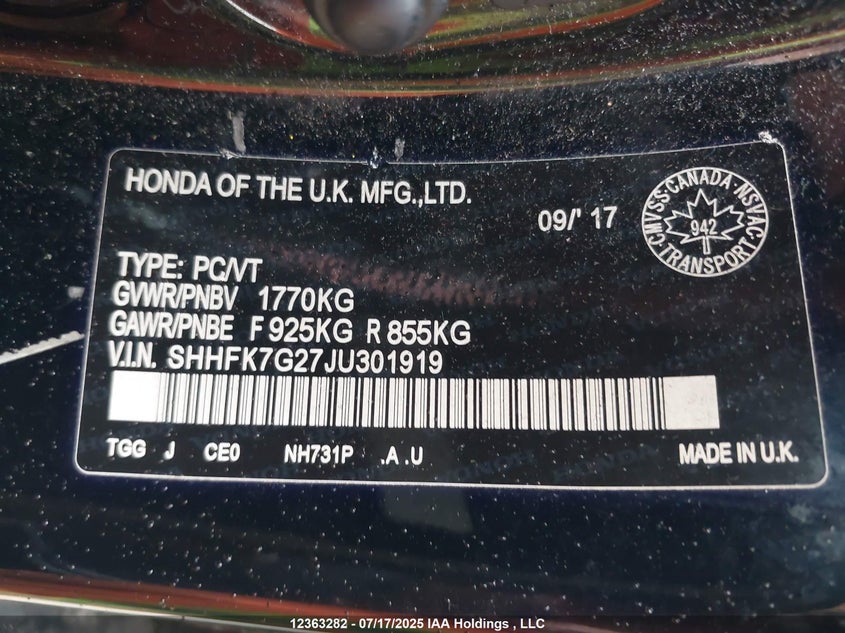 HONDA OF THE U.K. MFG.,LTD.
09/' 17
CMVSS·CANADA·NSVAC
942
TRANSPORT
TYPE: PC/VT
GVWR/PNBV 1770KG
GAWR/PNBE F 925KG R 855KG
V.I.N. SHHFK7G27JU301919
TGG J CE0 NH731P .A .U MADE IN U.K.
12363282 - 07/17/2025 IAA Holdings , LLC